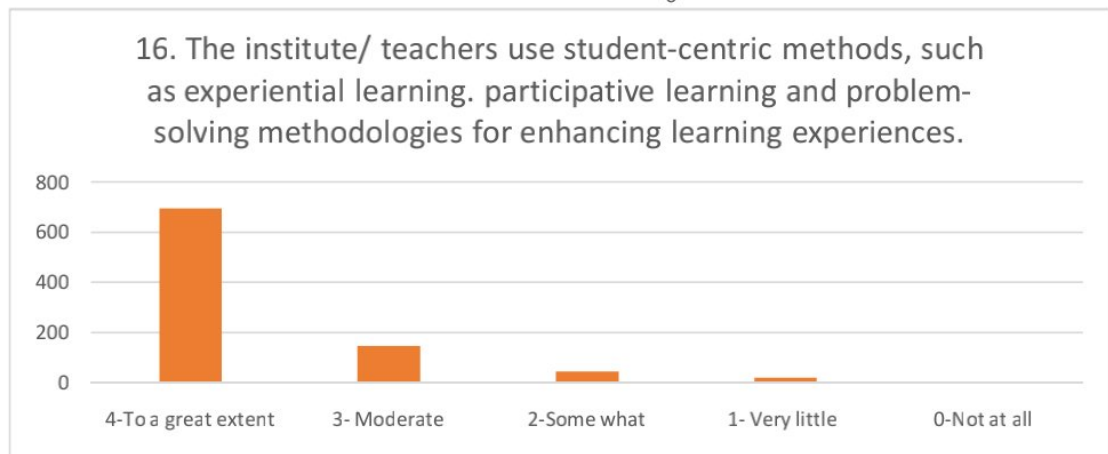 16. The institute/ teachers use student-centric methods, such
as experiential learning. participative learning and problem-
solving methodologies for enhancing learning experiences.
800
600
400
200
0
4-To a great extent
3- Moderate
2-Some what
1- Very little
0-Not at all